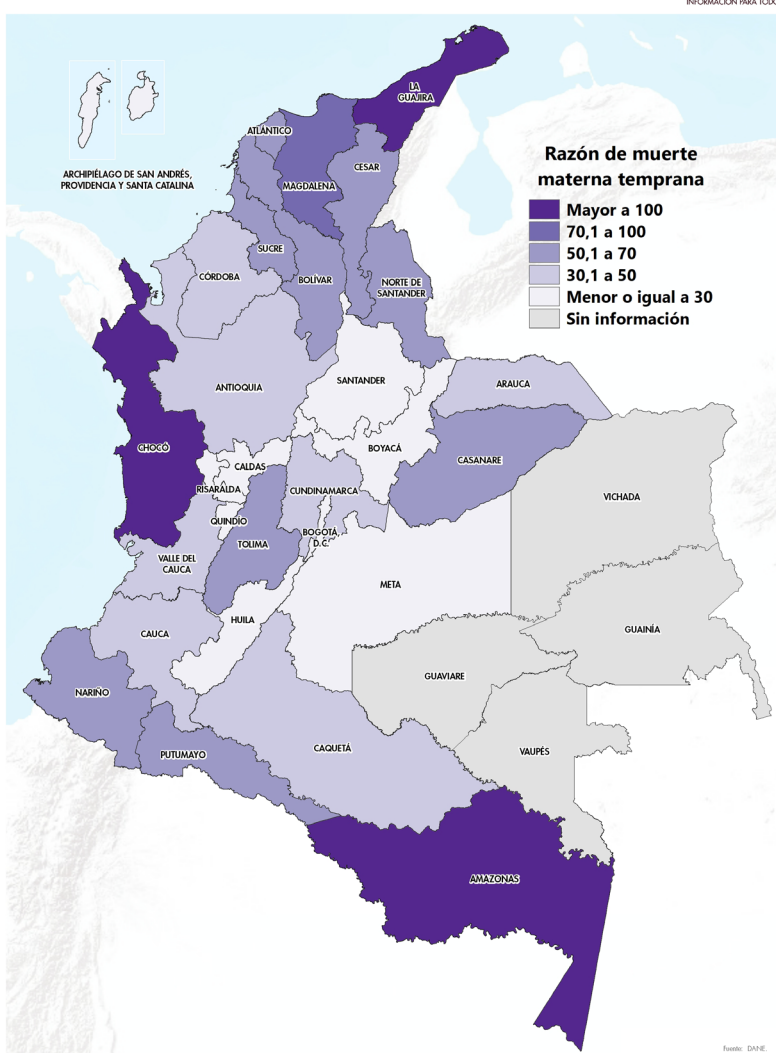 INFORMACIÓN PARA TODO
ARCHIPIÉLAGO DE SAN ANDRÉS,
PROVIDENCIA Y SANTA CATALINA
LA
GUAJIRA
ATLÁNTICO
CESAR
MAGDALENA
Razón de muerte
materna temprana
Mayor a 100
70,1 a 100
50,1 a 70
30,1 a 50
Menor o igual a 30
Sin información
SUCRE
CÓRDOBA
BOLÍVAR
NORTE DE
SANTANDER
ANTIOQUIA
SANTANDER
ARAUCA
CHOCÓ
BOYACÁ
CASANARE
CALDAS
RISARALDA
CUNDINAMARCA
VICHADA
QUINDÍO
BOGOTÁ
D.C.
TOLIMA
VALLE DEL
CAUCA
META
HUILA
CAUCA
GUAINÍA
GUAVIARE
NARIÑO
CAQUETÁ
VAUPÉS
PUTUMAYO
AMAZONAS
Fuente: DANE.